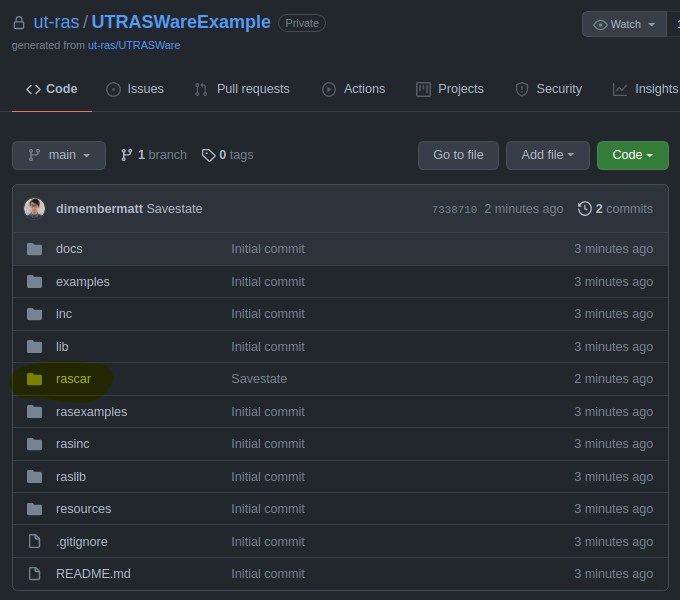 ut-ras / UTRASWareExample Private Watch 1
generated from ut-ras/UTRASWare
Code Issues Pull requests Actions Projects Security Insights
main 1 branch 0 tags Go to file Add file Code
dimembermatt Savestate 7338710 2 minutes ago 2 commits
docs Initial commit 3 minutes ago
examples Initial commit 3 minutes ago
inc Initial commit 3 minutes ago
lib Initial commit 3 minutes ago
rascar Savestate 2 minutes ago
rasexamples Initial commit 3 minutes ago
rasinc Initial commit 3 minutes ago
raslib Initial commit 3 minutes ago
resources Initial commit 3 minutes ago
.gitignore Initial commit 3 minutes ago
README.md Initial commit 3 minutes ago